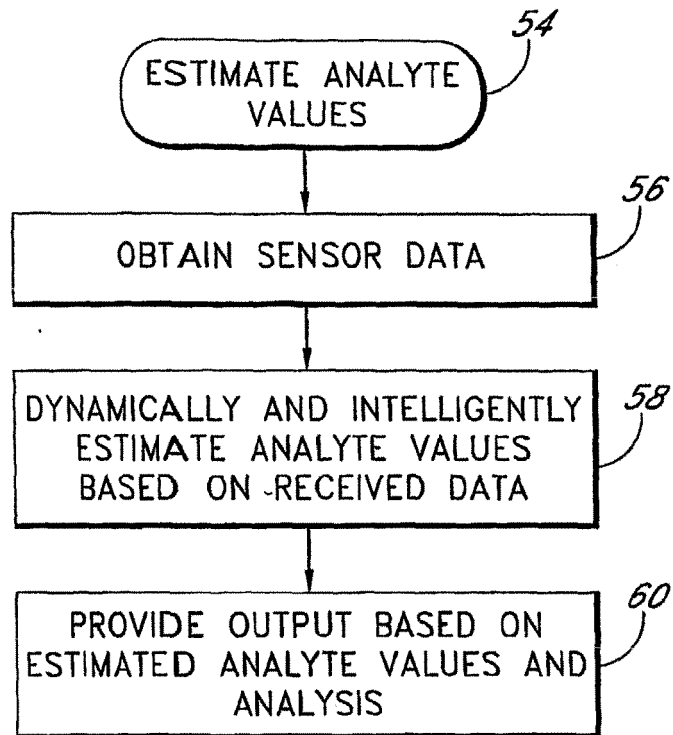 54
ESTIMATE ANALYTE
VALUES
56
OBTAIN SENSOR DATA
58
DYNAMICALLY AND INTELLIGENTLY
ESTIMATE ANALYTE VALUES
BASED ON RECEIVED DATA
60
PROVIDE OUTPUT BASED ON
ESTIMATED ANALYTE VALUES AND
ANALYSIS